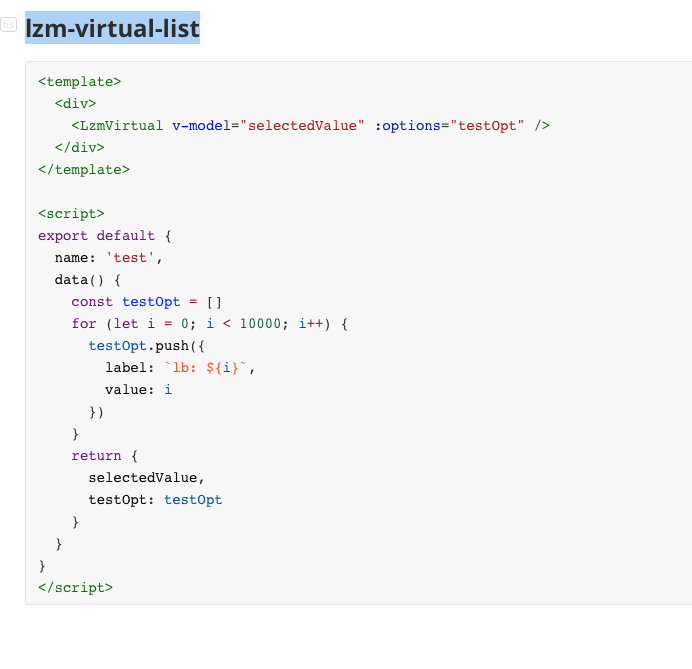 h3
lzm-virtual-list
<template>
  <div>
    <LzmVirtual v-model="selectedValue" :options="testOpt" />
  </div>
</template>

<script>
export default {
  name: 'test',
  data() {
    const testOpt = []
    for (let i = 0; i < 10000; i++) {
      testOpt.push({
        label: `lb: ${i}`,
        value: i
      })
    }
    return {
      selectedValue,
      testOpt: testOpt
    }
  }
}
</script>